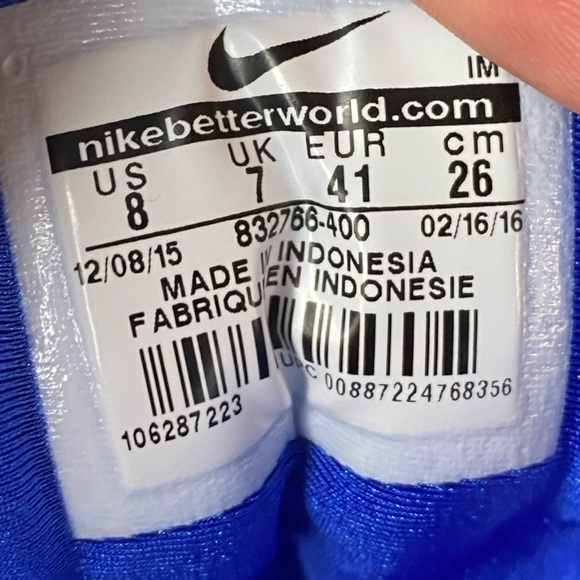 IM
nikebetterworld.com
US UK EUR cm
8 7 41 26
12/08/15 832766-400 02/16/16
MADE IN INDONESIA
FABRIQUE EN INDONESIE
UPC 00887224768356
106287223